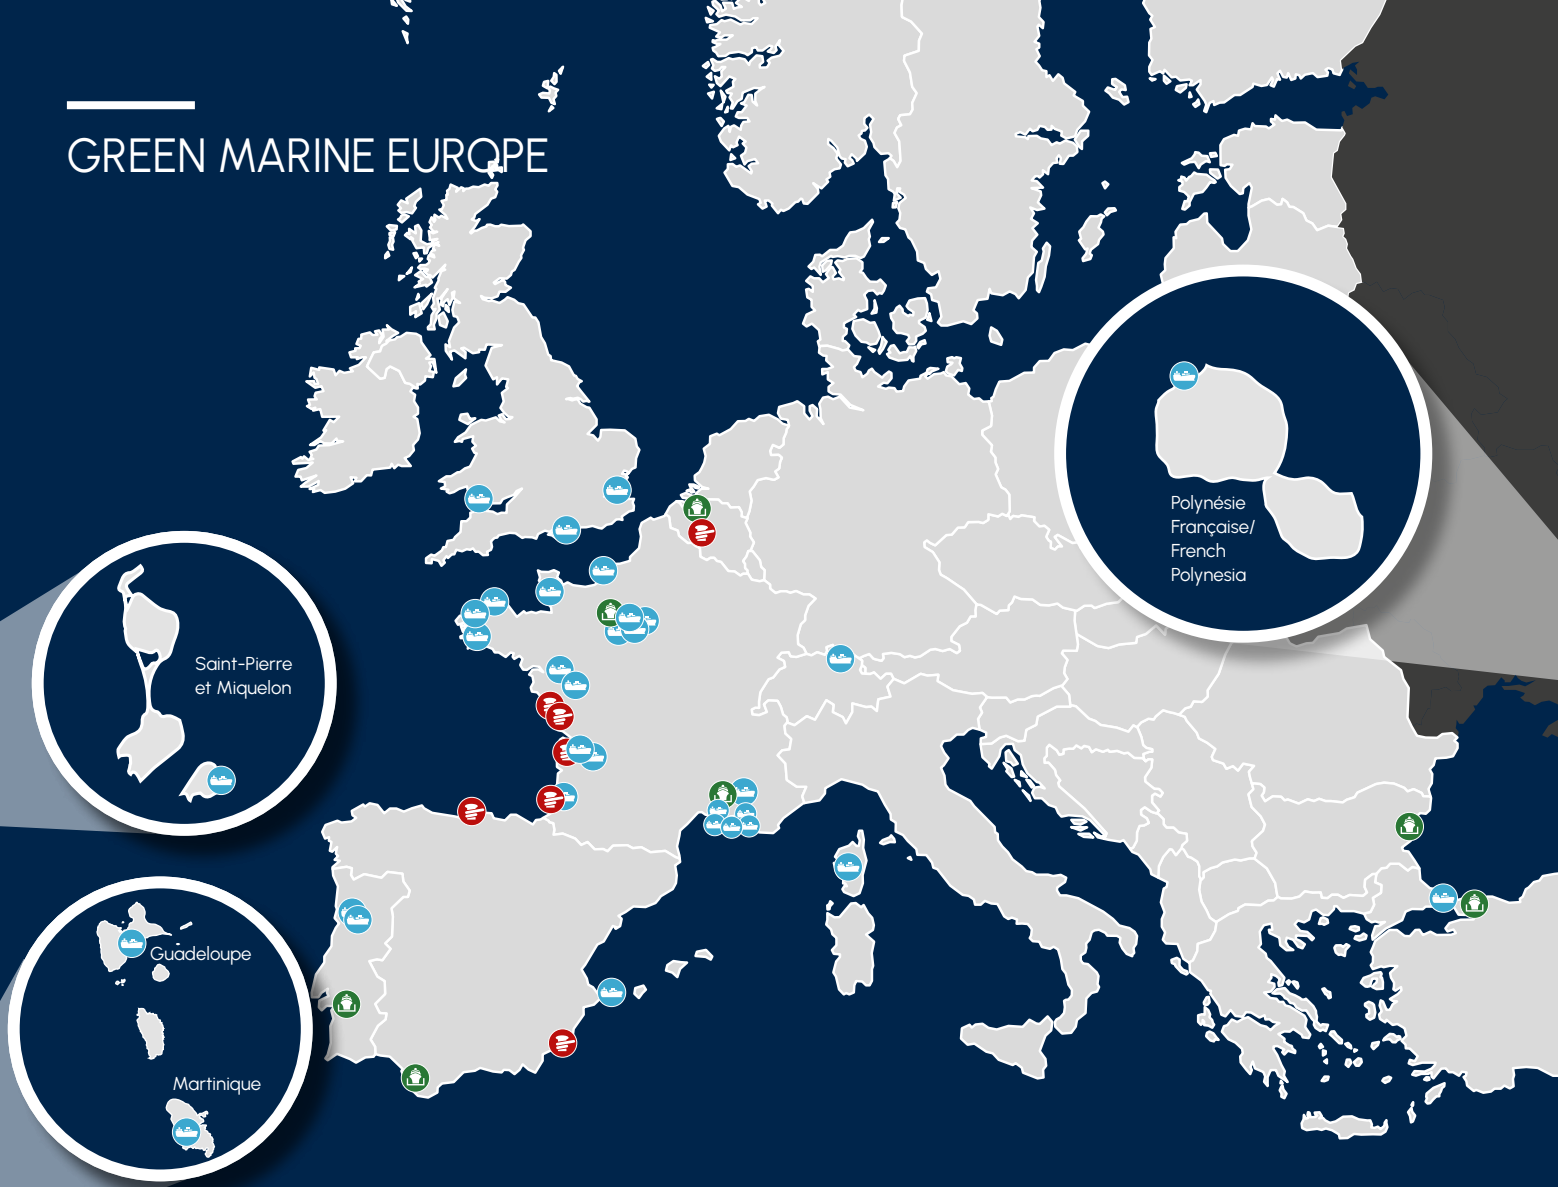 GREEN MARINE EUROPE
Polynésie
Française/
French
Polynesia
Saint-Pierre
et Miquelon
Guadeloupe
Martinique